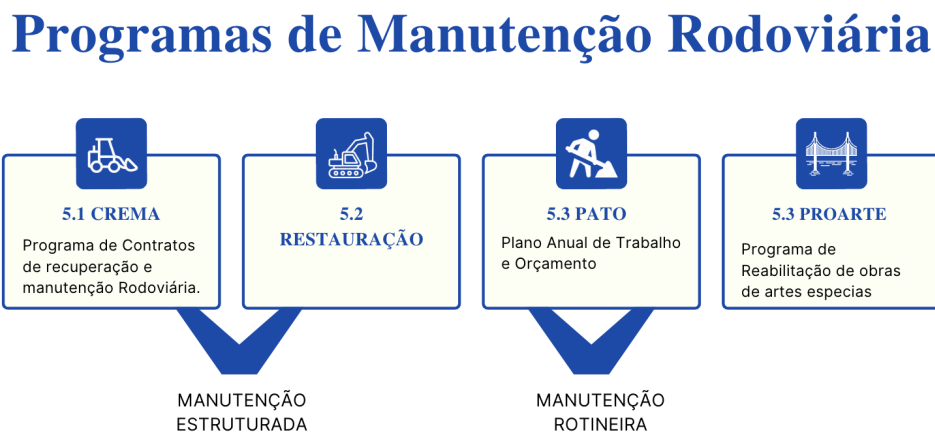 Programas de Manutenção Rodoviária
5.1 CREMA
Programa de Contratos
de recuperação e
manutenção Rodoviária.
5.2
RESTAURAÇÃO
5.3 PATO
Plano Anual de Trabalho
e Orçamento
5.3 PROARTE
Programa de
Reabilitação de obras
de artes especias
MANUTENÇÃO
ESTRUTURADA
MANUTENÇÃO
ROTINEIRA